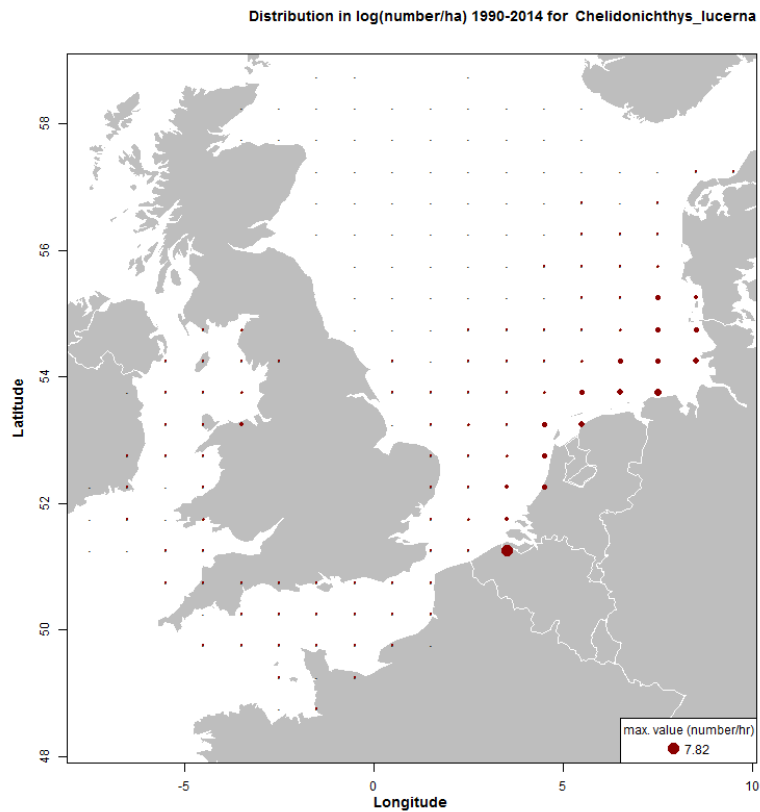 Distribution in log(number/ha) 1990-2014 for Chelidonichthys_lucerna
58
56
54
52
50
48
Latitude
-5
0
5
10
Longitude
max. value (number/hr)
7.82